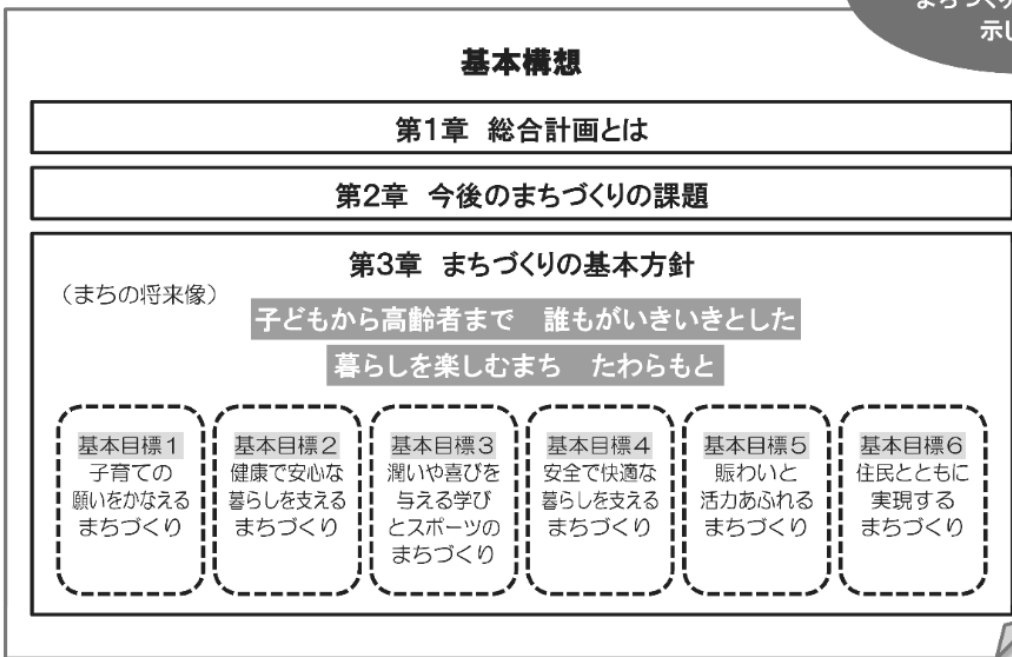 まちづくり
示し
基本構想
第1章 総合計画とは
第2章 今後のまちづくりの課題
第3章 まちづくりの基本方針
（まちの将来像）
子どもから高齢者まで　誰もがいきいきとした
暮らしを楽しむまち　たわらもと
基本目標1
子育ての
願いをかなえる
まちづくり
基本目標2
健康で安心な
暮らしを支える
まちづくり
基本目標3
潤いや喜びを
与える学び
とスポーツの
まちづくり
基本目標4
安全で快適な
暮らしを支える
まちづくり
基本目標5
賑わいと
活力あふれる
まちづくり
基本目標6
住民とともに
実現する
まちづくり